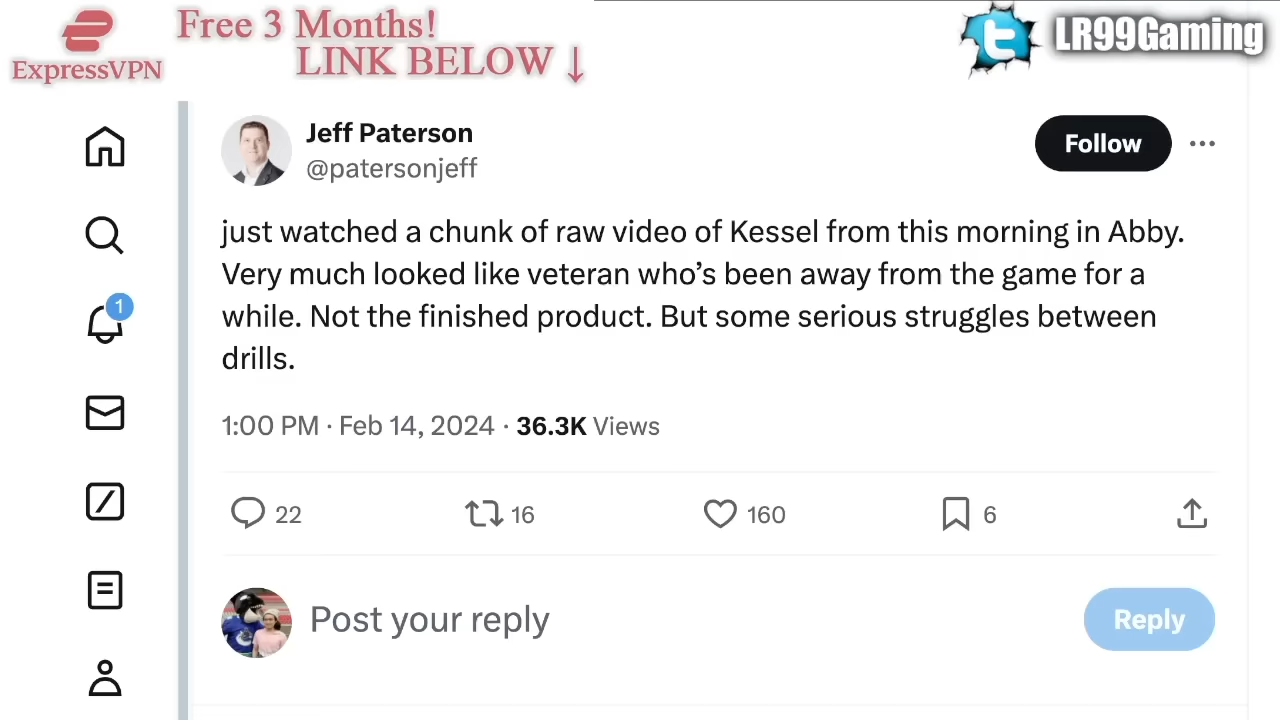 Free 3 Months!
LINK BELOW ↓
ExpressVPN
LR99Gaming
Jeff Paterson
@patersonjeff
Follow
just watched a chunk of raw video of Kessel from this morning in Abby.
Very much looked like veteran who’s been away from the game for a
while. Not the finished product. But some serious struggles between
drills.
1:00 PM · Feb 14, 2024 · 36.3K Views
22 16 160 6
1
Post your reply
Reply